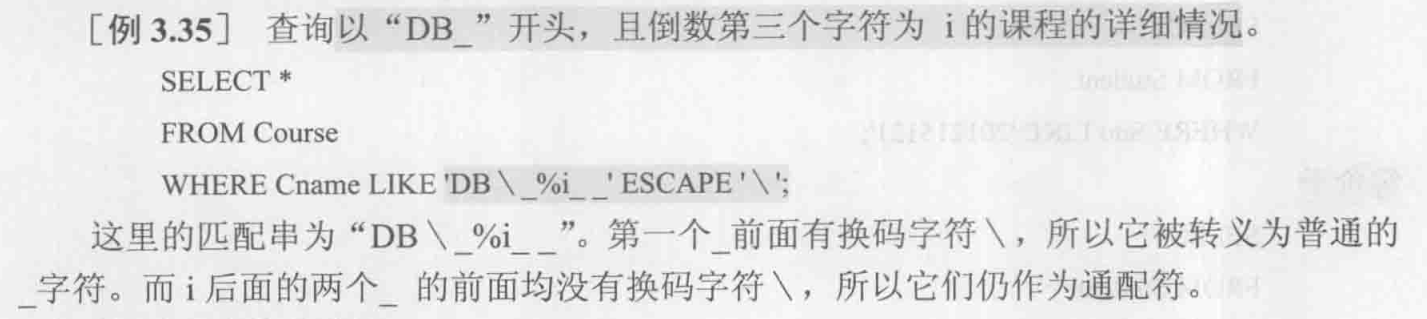 ［例 3.35］ 查询以“DB_”开头，且倒数第三个字符为 i 的课程的详细情况。
SELECT *
FROM Course
WHERE Cname LIKE 'DB\_%i_ _' ESCAPE '\';
这里的匹配串为“DB\_%i_ _”。第一个_前面有换码字符\，所以它被转义为普通的
_字符。而 i 后面的两个_ 的前面均没有换码字符\，所以它们仍作为通配符。